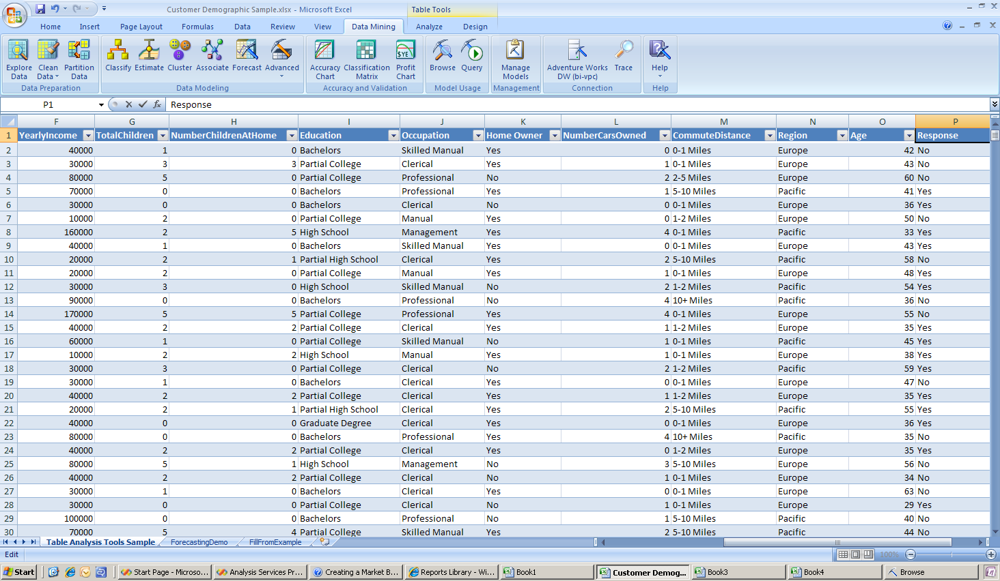 Customer Demographic Sample.xlsx - Microsoft Excel Table Tools
Home Insert Page Layout Formulas Data Review View Data Mining Analyze Design
Explore Data Clean Data Partition Data Classify Estimate Cluster Associate Forecast Advanced Accuracy Chart Classification Matrix Profit Chart Browse Query Manage Models Adventure Works DW (bi-vpc) Trace Help
Data Preparation Data Modeling Accuracy and Validation Model Usage Management Connection Help
P1 fx Response
F G H I J K L M N O P
1 YearlyIncome TotalChildren NumberChildrenAtHome Education Occupation Home Owner NumberCarsOwned CommuteDistance Region Age Response
2 40000 1 0 Bachelors Skilled Manual Yes 0 0-1 Miles Europe 42 No
3 30000 3 3 Partial College Clerical Yes 1 0-1 Miles Europe 43 No
4 80000 5 0 Partial College Professional No 2 2-5 Miles Europe 60 No
5 70000 0 0 Bachelors Professional Yes 1 5-10 Miles Pacific 41 Yes
6 30000 0 0 Bachelors Clerical No 0 0-1 Miles Europe 36 Yes
7 10000 2 0 Partial College Manual Yes 0 1-2 Miles Europe 50 No
8 160000 2 5 High School Management Yes 4 0-1 Miles Pacific 33 Yes
9 40000 1 0 Bachelors Skilled Manual Yes 0 0-1 Miles Europe 43 Yes
10 20000 2 1 Partial High School Clerical Yes 2 5-10 Miles Pacific 58 No
11 20000 2 0 Partial College Manual Yes 1 0-1 Miles Europe 48 Yes
12 30000 3 0 High School Skilled Manual No 2 1-2 Miles Pacific 54 Yes
13 90000 0 0 Bachelors Professional No 4 10+ Miles Pacific 36 No
14 170000 5 5 Partial College Professional Yes 4 0-1 Miles Europe 55 No
15 40000 2 2 Partial College Clerical Yes 1 1-2 Miles Europe 35 Yes
16 60000 1 0 Partial College Skilled Manual No 1 0-1 Miles Pacific 45 Yes
17 10000 2 2 High School Manual Yes 1 0-1 Miles Europe 38 Yes
18 30000 3 0 Partial College Clerical No 2 1-2 Miles Pacific 59 Yes
19 30000 1 0 Bachelors Clerical Yes 0 0-1 Miles Europe 47 No
20 40000 2 2 Partial College Clerical Yes 1 1-2 Miles Europe 35 Yes
21 20000 2 1 Partial High School Clerical Yes 2 5-10 Miles Pacific 55 Yes
22 40000 0 0 Graduate Degree Clerical Yes 0 0-1 Miles Europe 36 Yes
23 80000 0 0 Bachelors Professional Yes 4 10+ Miles Pacific 35 No
24 40000 2 2 Partial College Clerical Yes 0 1-2 Miles Europe 35 Yes
25 80000 5 1 High School Management No 3 5-10 Miles Pacific 56 No
26 40000 2 2 Partial College Clerical No 1 0-1 Miles Europe 34 No
27 30000 1 0 Bachelors Clerical Yes 0 0-1 Miles Europe 63 No
28 30000 0 0 Partial College Clerical No 1 0-1 Miles Europe 29 Yes
29 100000 0 0 Bachelors Professional No 1 5-10 Miles Pacific 40 No
30 70000 5 4 Partial College Skilled Manual Yes 2 5-10 Miles Pacific 44 No
Table Analysis Tools Sample ForecastingDemo FillFromExample
Edit 100%
Start Start Page - Microso... Analysis Services Pr... Creating a Market B... Reports Library - Wi... Book1 Customer Demog... Book3 Book4 Browse